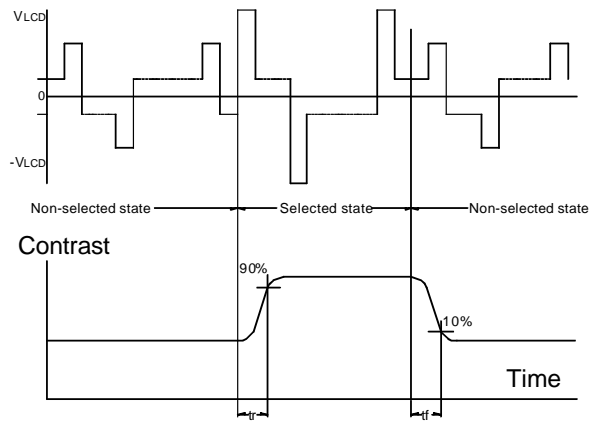 VLCD
0
-VLCD
Non-selected state
Selected state
Non-selected state
Contrast
90%
10%
Time
tr
tf